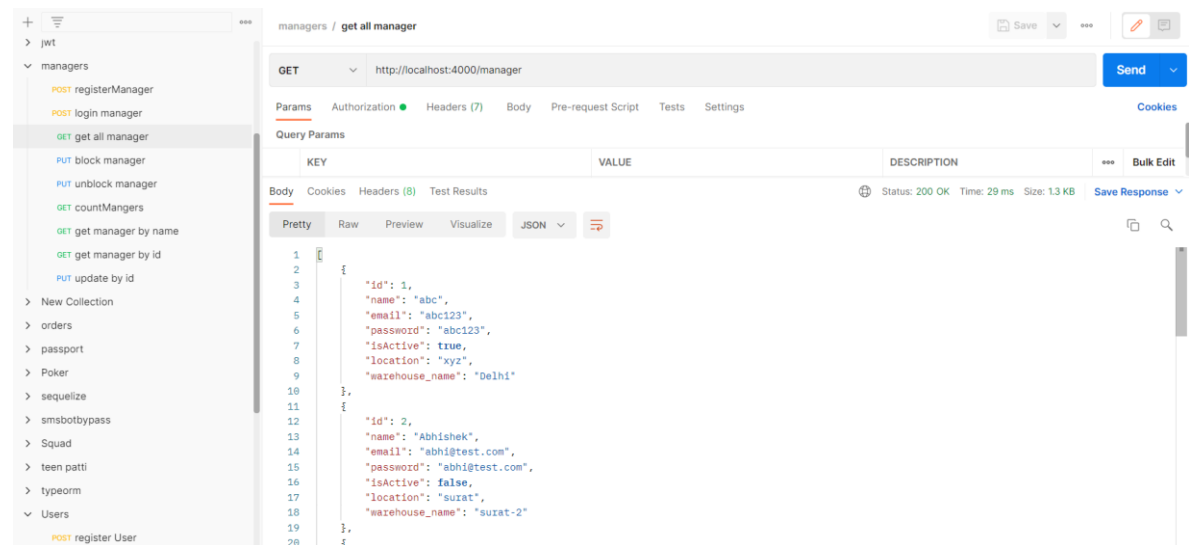 managers / get all manager
Save
jwt
managers
POST registerManager
POST login manager
GET get all manager
PUT block manager
PUT unblock manager
GET countMangers
GET get manager by name
GET get manager by id
PUT update by id
New Collection
orders
passport
Poker
sequelize
smsbotbypass
Squad
teen patti
typeorm
Users
POST register User
GET http://localhost:4000/manager Send
Params Authorization Headers (7) Body Pre-request Script Tests Settings Cookies
Query Params
KEY VALUE DESCRIPTION Bulk Edit
Body Cookies Headers (8) Test Results Status: 200 OK Time: 29 ms Size: 1.3 KB Save Response
Pretty Raw Preview Visualize JSON
1 [
2 {
3 "id": 1,
4 "name": "abc",
5 "email": "abc123",
6 "password": "abc123",
7 "isActive": true,
8 "location": "xyz",
9 "warehouse_name": "Delhi"
10 },
11 {
12 "id": 2,
13 "name": "Abhishek",
14 "email": "abhi@test.com",
15 "password": "abhi@test.com",
16 "isActive": false,
17 "location": "surat",
18 "warehouse_name": "surat-2"
19 },
20 {